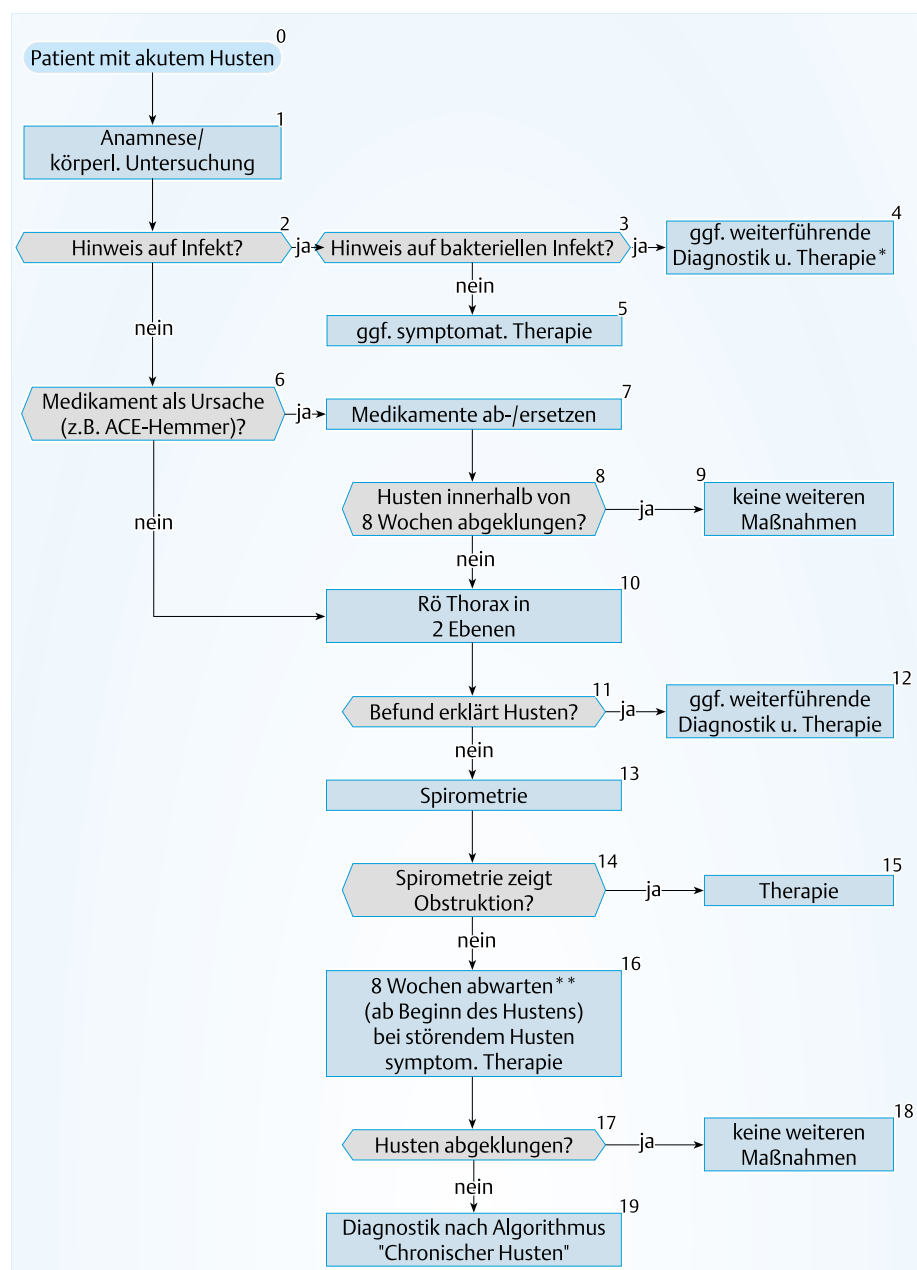 0
Patient mit akutem Husten
1
Anamnese/
körperl. Untersuchung
2
Hinweis auf Infekt?
ja
3
Hinweis auf bakteriellen Infekt?
ja
4
ggf. weiterführende
Diagnostik u. Therapie*
nein
5
ggf. symptomat. Therapie
nein
6
Medikament als Ursache
(z.B. ACE-Hemmer)?
ja
7
Medikamente ab-/ersetzen
8
Husten innerhalb von
8 Wochen abgeklungen?
ja
9
keine weiteren
Maßnahmen
nein
nein
10
Rö Thorax in
2 Ebenen
11
Befund erklärt Husten?
ja
12
ggf. weiterführende
Diagnostik u. Therapie
nein
13
Spirometrie
14
Spirometrie zeigt
Obstruktion?
ja
15
Therapie
nein
16
8 Wochen abwarten**
(ab Beginn des Hustens)
bei störendem Husten
symptom. Therapie
17
Husten abgeklungen?
ja
18
keine weiteren
Maßnahmen
nein
19
Diagnostik nach Algorithmus
"Chronischer Husten"